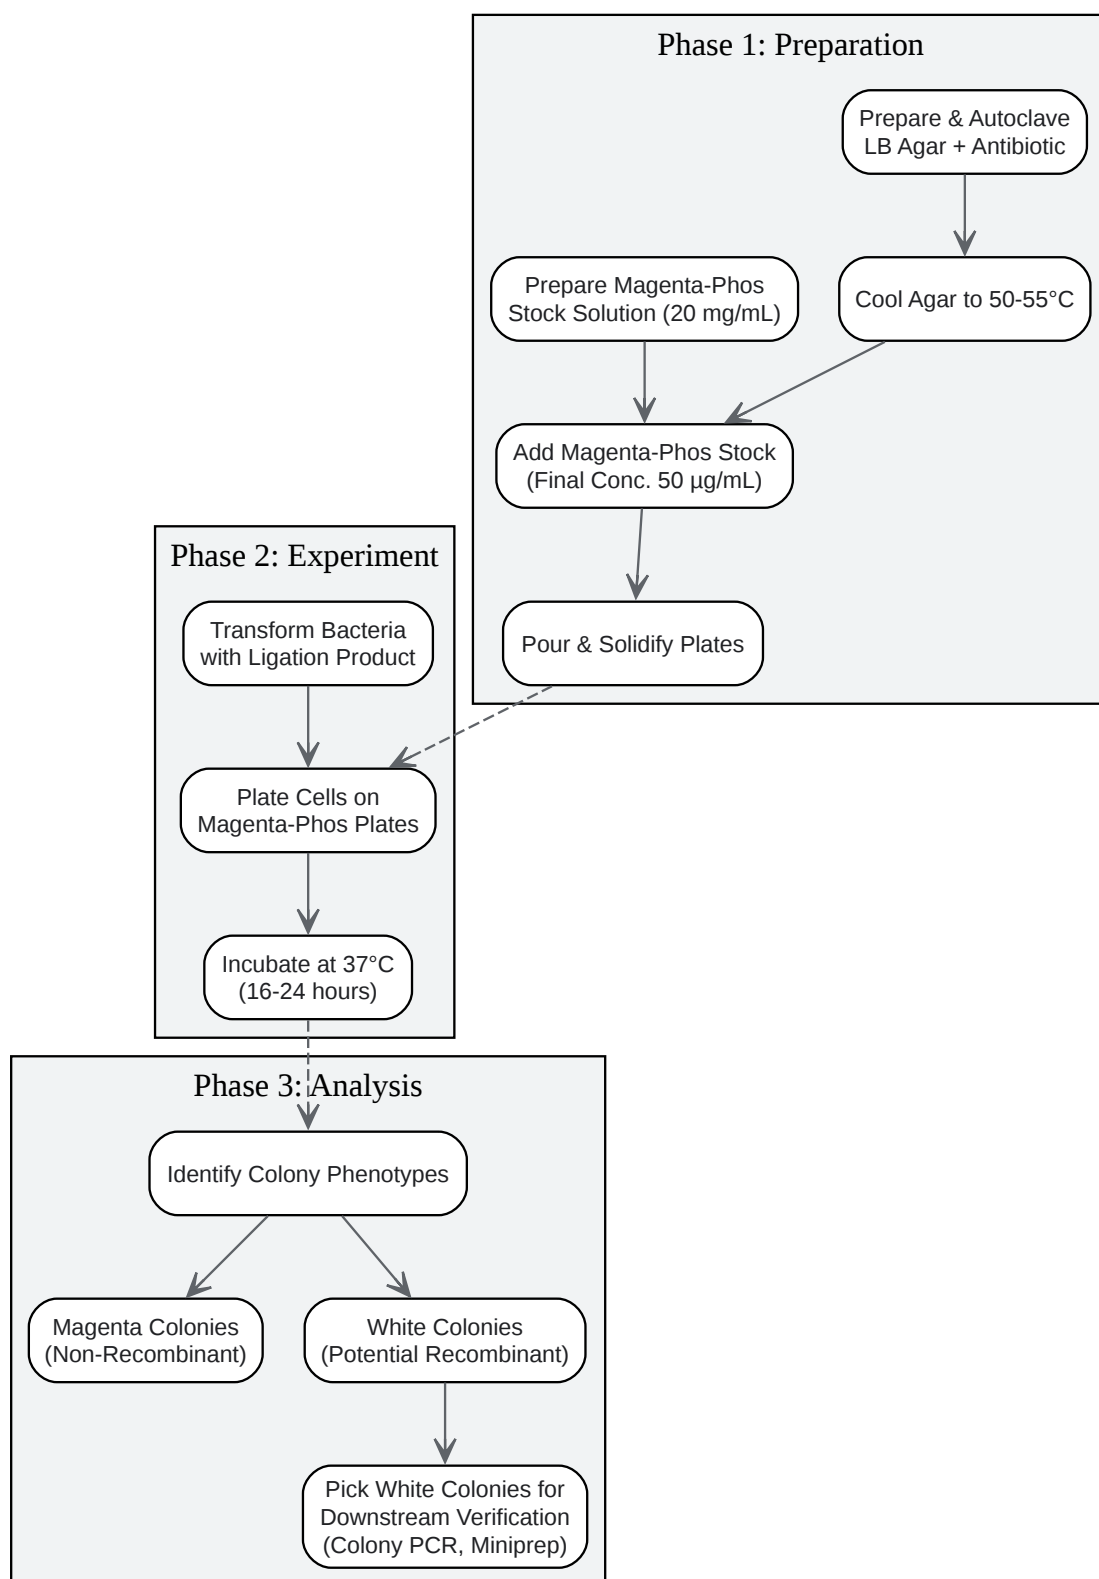 Phase 1: Preparation
Prepare & Autoclave
LB Agar + Antibiotic
Prepare Magenta-Phos
Stock Solution (20 mg/mL)
Cool Agar to 50-55°C
Add Magenta-Phos Stock
(Final Conc. 50 µg/mL)
Pour & Solidify Plates
Phase 2: Experiment
Transform Bacteria
with Ligation Product
Plate Cells on
Magenta-Phos Plates
Incubate at 37°C
(16-24 hours)
Phase 3: Analysis
Identify Colony Phenotypes
Magenta Colonies
(Non-Recombinant)
White Colonies
(Potential Recombinant)
Pick White Colonies for
Downstream Verification
(Colony PCR, Miniprep)